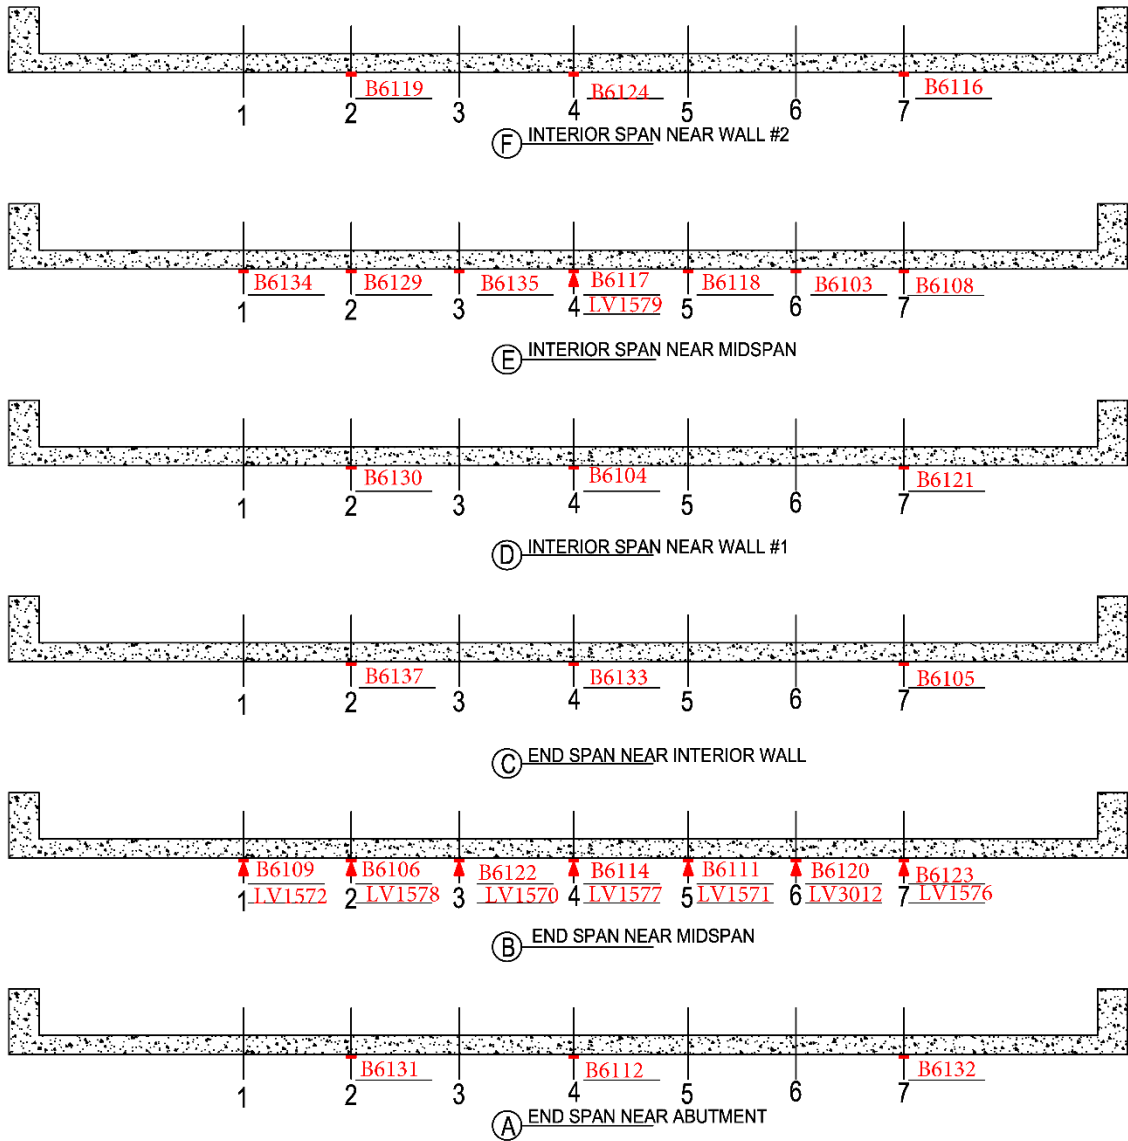 B6119 B6124 B6116
1 2 3 4 5 6 7
F INTERIOR SPAN NEAR WALL #2
B6134 B6129 B6135 B6117 B6118 B6103 B6108
LV1579
1 2 3 4 5 6 7
E INTERIOR SPAN NEAR MIDSPAN
B6130 B6104 B6121
1 2 3 4 5 6 7
D INTERIOR SPAN NEAR WALL #1
B6137 B6133 B6105
1 2 3 4 5 6 7
C END SPAN NEAR INTERIOR WALL
B6109 B6106 B6122 B6114 B6111 B6120 B6123
1 LV1572 2 LV1578 3 LV1570 4 LV1577 5 LV1571 6 LV3012 7 LV1576
B END SPAN NEAR MIDSPAN
B6131 B6112 B6132
1 2 3 4 5 6 7
A END SPAN NEAR ABUTMENT